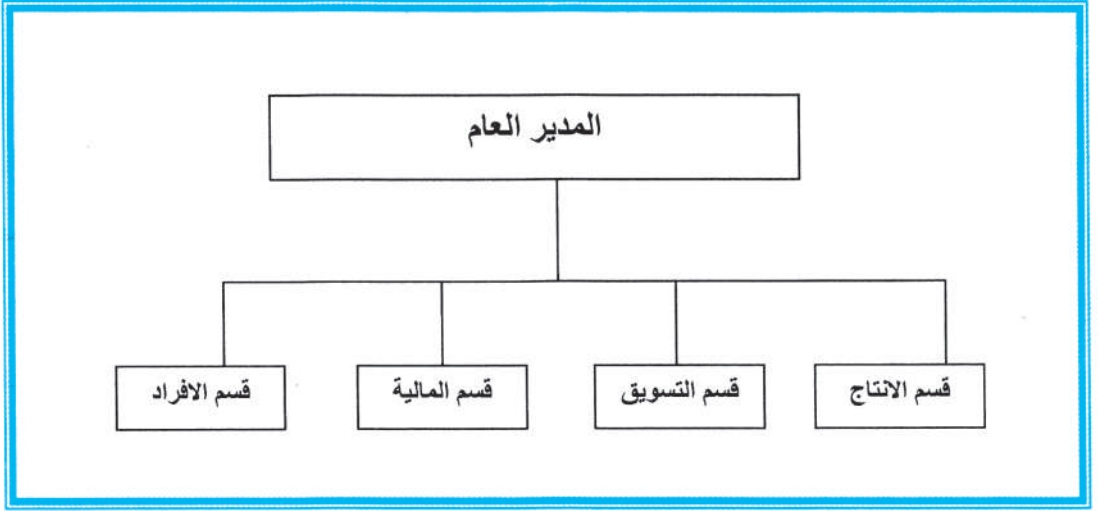 المدير العام
قسم الانتاج
قسم التسويق
قسم المالية
قسم الافراد